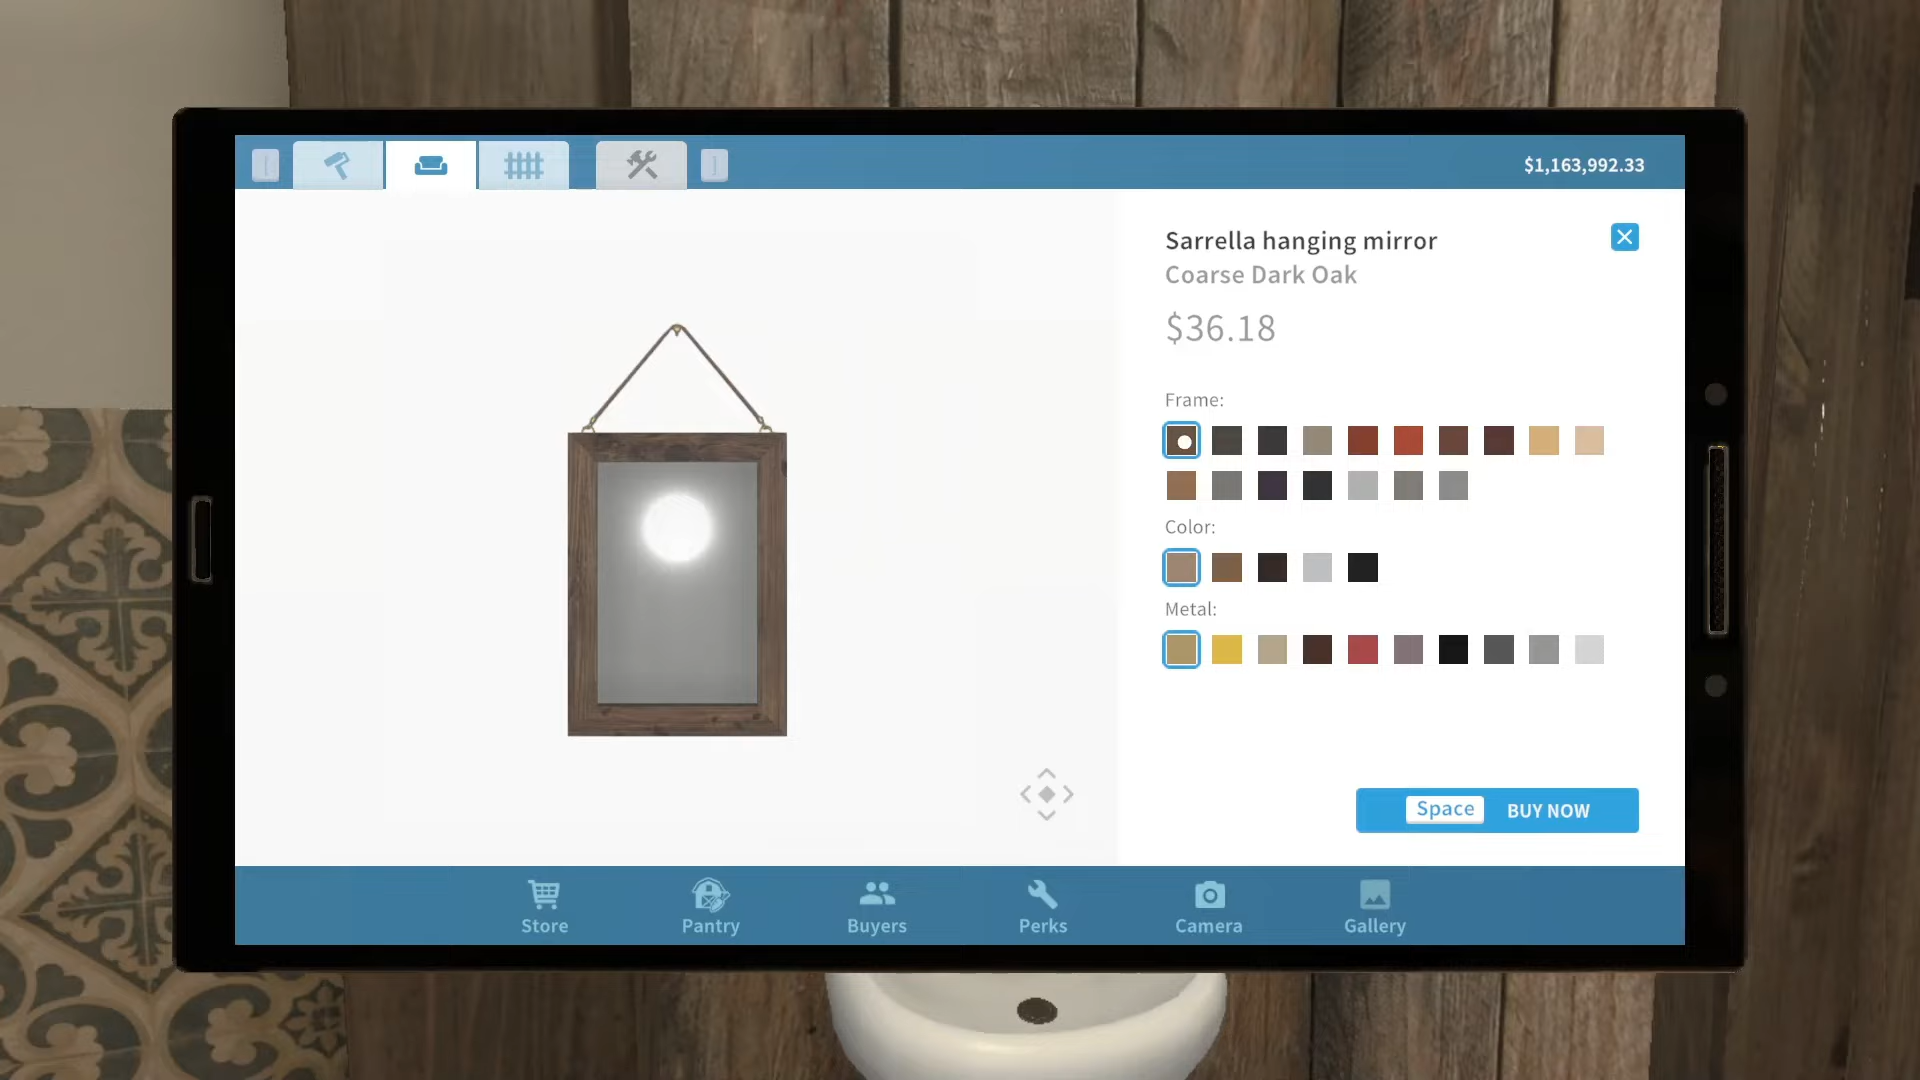 $1,163,992.33
Sarrella hanging mirror
Coarse Dark Oak
$36.18
Frame:
Color:
Metal:
Space BUY NOW
Store Pantry Buyers Perks Camera Gallery